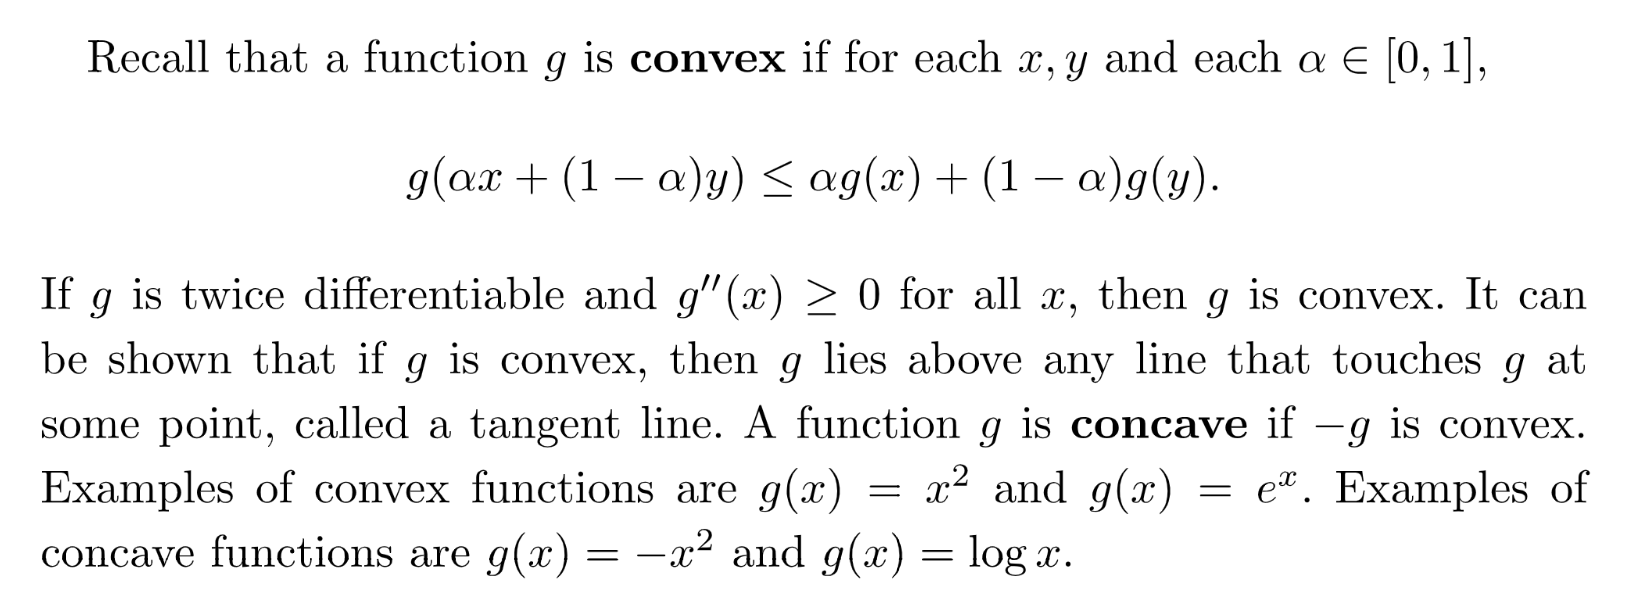 Recall that a function g is convex if for each x, y and each α ∈ [0, 1],
g(αx + (1 − α)y) ≤ αg(x) + (1 − α)g(y).
If g is twice differentiable and g′′(x) ≥ 0 for all x, then g is convex. It can
be shown that if g is convex, then g lies above any line that touches g at
some point, called a tangent line. A function g is concave if −g is convex.
Examples of convex functions are g(x) = x² and g(x) = eˣ. Examples of
concave functions are g(x) = −x² and g(x) = log x.